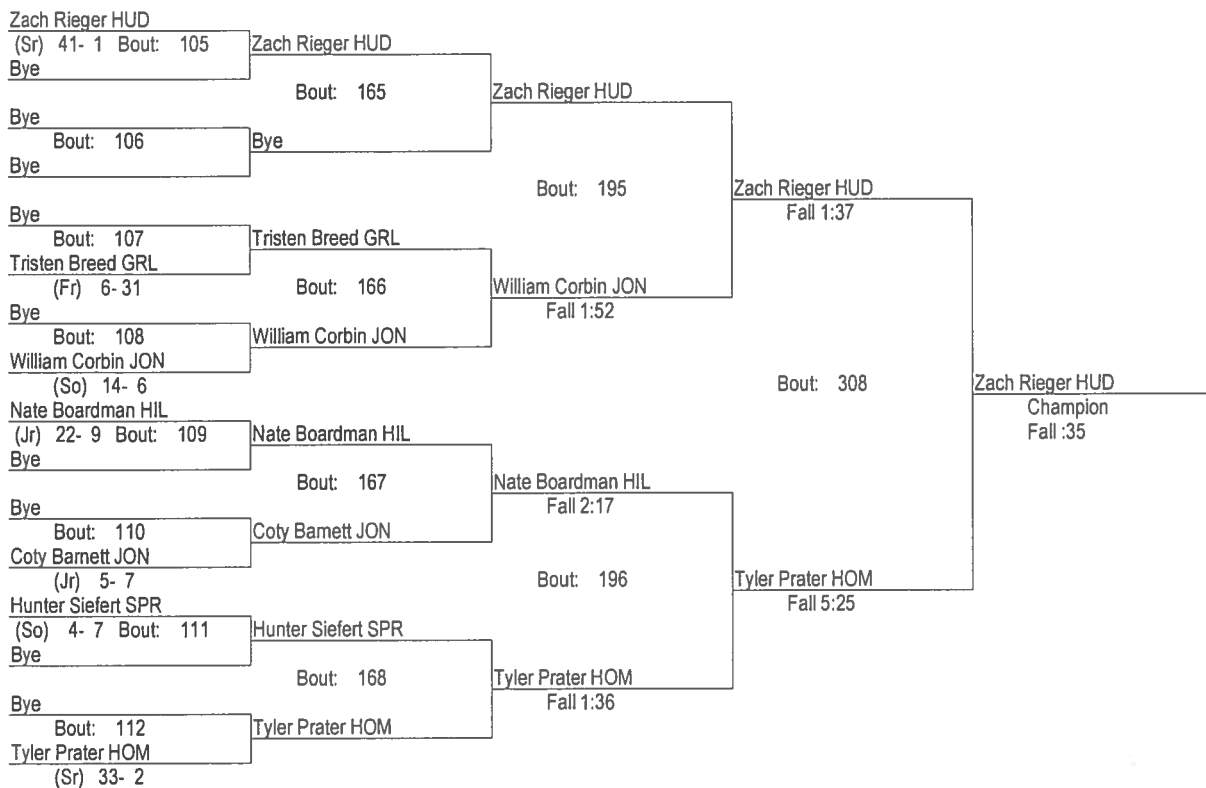 Zach Rieger HUD
(Sr) 41- 1 Bout: 105
Bye
Bye
Bout: 106
Bye
Bye
Bout: 107
Tristen Breed GRL
(Fr) 6- 31
Bye
Bout: 108
William Corbin JON
(So) 14- 6
Nate Boardman HIL
(Jr) 22- 9 Bout: 109
Bye
Bye
Bout: 110
Coty Barnett JON
(Jr) 5- 7
Hunter Siefert SPR
(So) 4- 7 Bout: 111
Bye
Bye
Bout: 112
Tyler Prater HOM
(Sr) 33- 2
Zach Rieger HUD
Bout: 165
Bye
Tristen Breed GRL
Bout: 166
William Corbin JON
Nate Boardman HIL
Bout: 167
Coty Barnett JON
Hunter Siefert SPR
Bout: 168
Tyler Prater HOM
Zach Rieger HUD
Bout: 195
William Corbin JON
Fall 1:52
Nate Boardman HIL
Fall 2:17
Bout: 196
Tyler Prater HOM
Fall 1:36
Zach Rieger HUD
Fall 1:37
Bout: 308
Tyler Prater HOM
Fall 5:25
Zach Rieger HUD
Champion
Fall :35